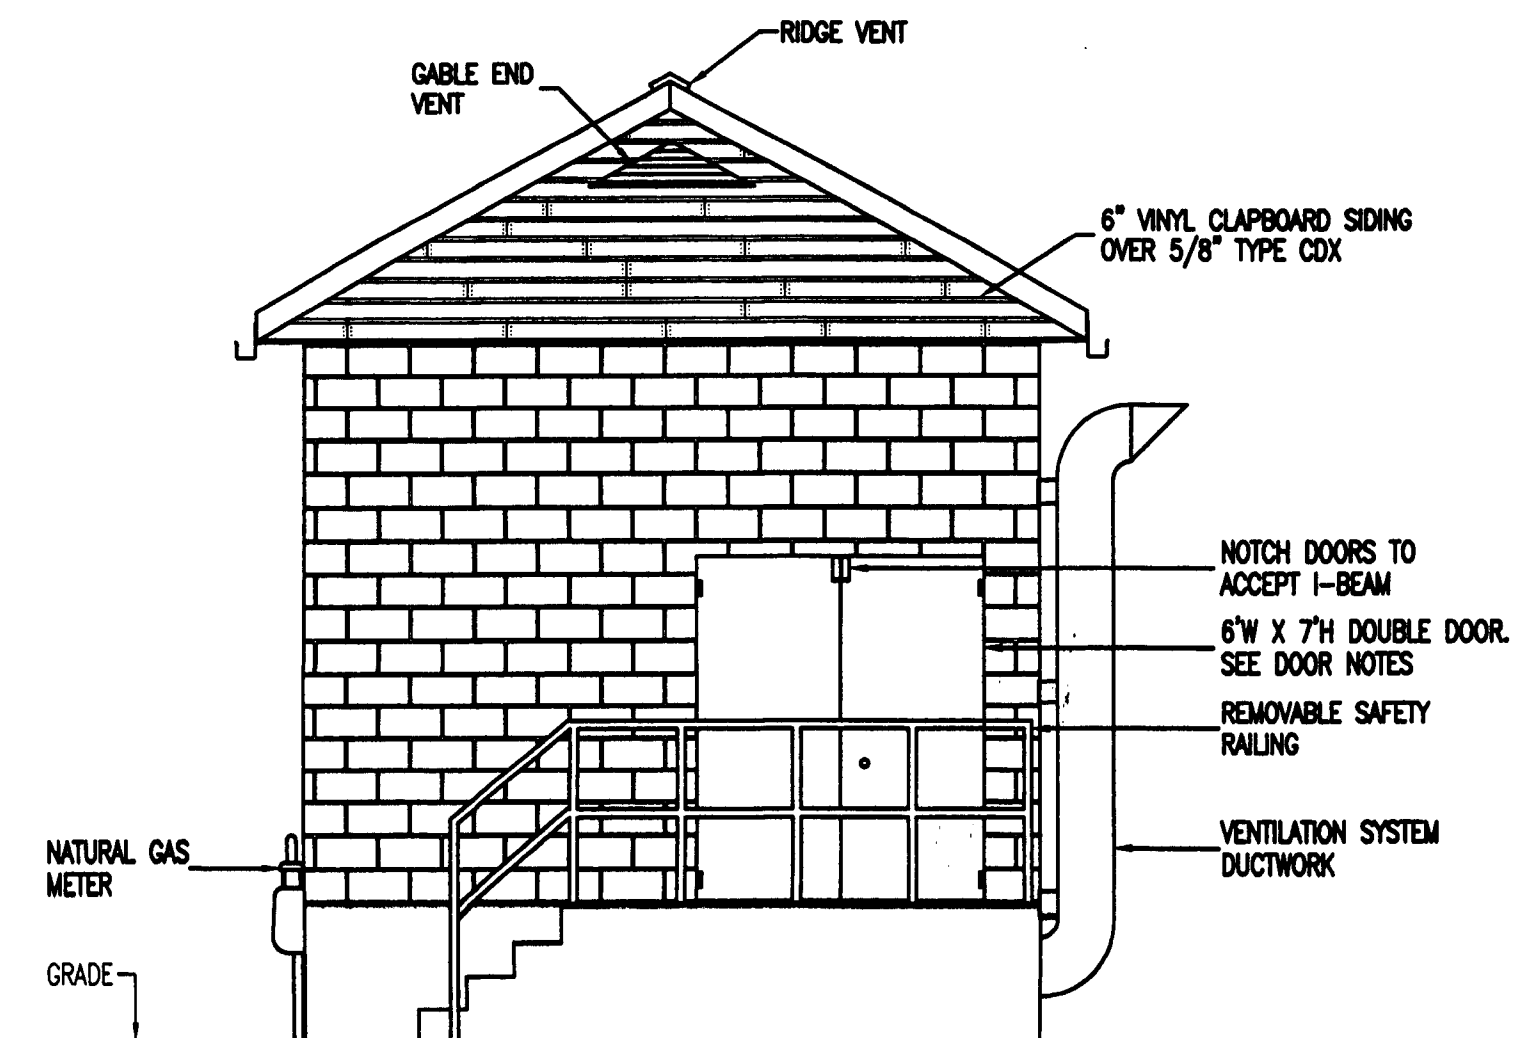 RIDGE VENT
GABLE END
VENT
6" VINYL CLAPBOARD SIDING
OVER 5/8" TYPE CDX
NOTCH DOORS TO
ACCEPT I-BEAM
6'W X 7'H DOUBLE DOOR.
SEE DOOR NOTES
REMOVABLE SAFETY
RAILING
VENTILATION SYSTEM
DUCTWORK
NATURAL GAS
METER
GRADE